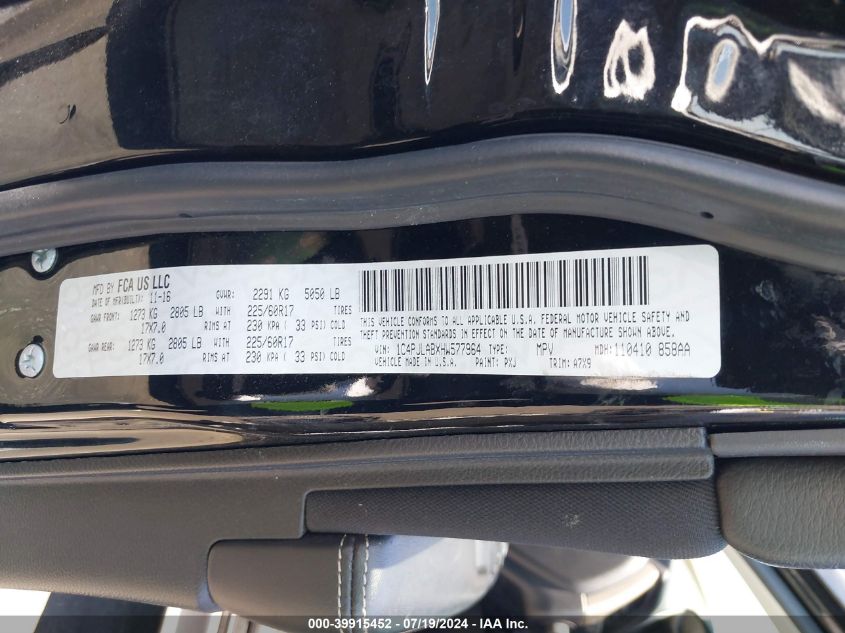 MFD BY FCA US LLC
DATE OF MFR(BUILT): 11-16 GVWR: 2291 KG 5050 LB
GAWR FRONT: 1273 KG 2805 LB WITH 225/60R17 TIRES
17X7.0 RIMS AT 230 KPA ( 33 PSI) COLD
GAWR REAR: 1273 KG 2805 LB WITH 225/60R17 TIRES
17X7.0 RIMS AT 230 KPA ( 33 PSI) COLD
THIS VEHICLE CONFORMS TO ALL APPLICABLE U.S.A. FEDERAL MOTOR VEHICLE SAFETY AND
THEFT PREVENTION STANDARDS IN EFFECT ON THE DATE OF MANUFACTURE SHOWN ABOVE.
VIN: 1C4PJLABXHW577964 TYPE: MPV MDH: 110410 858AA
VEHICLE MADE IN U.S.A. PAINT: PXJ TRIM: A7X9
000-39915452 - 07/19/2024 - IAA Inc.